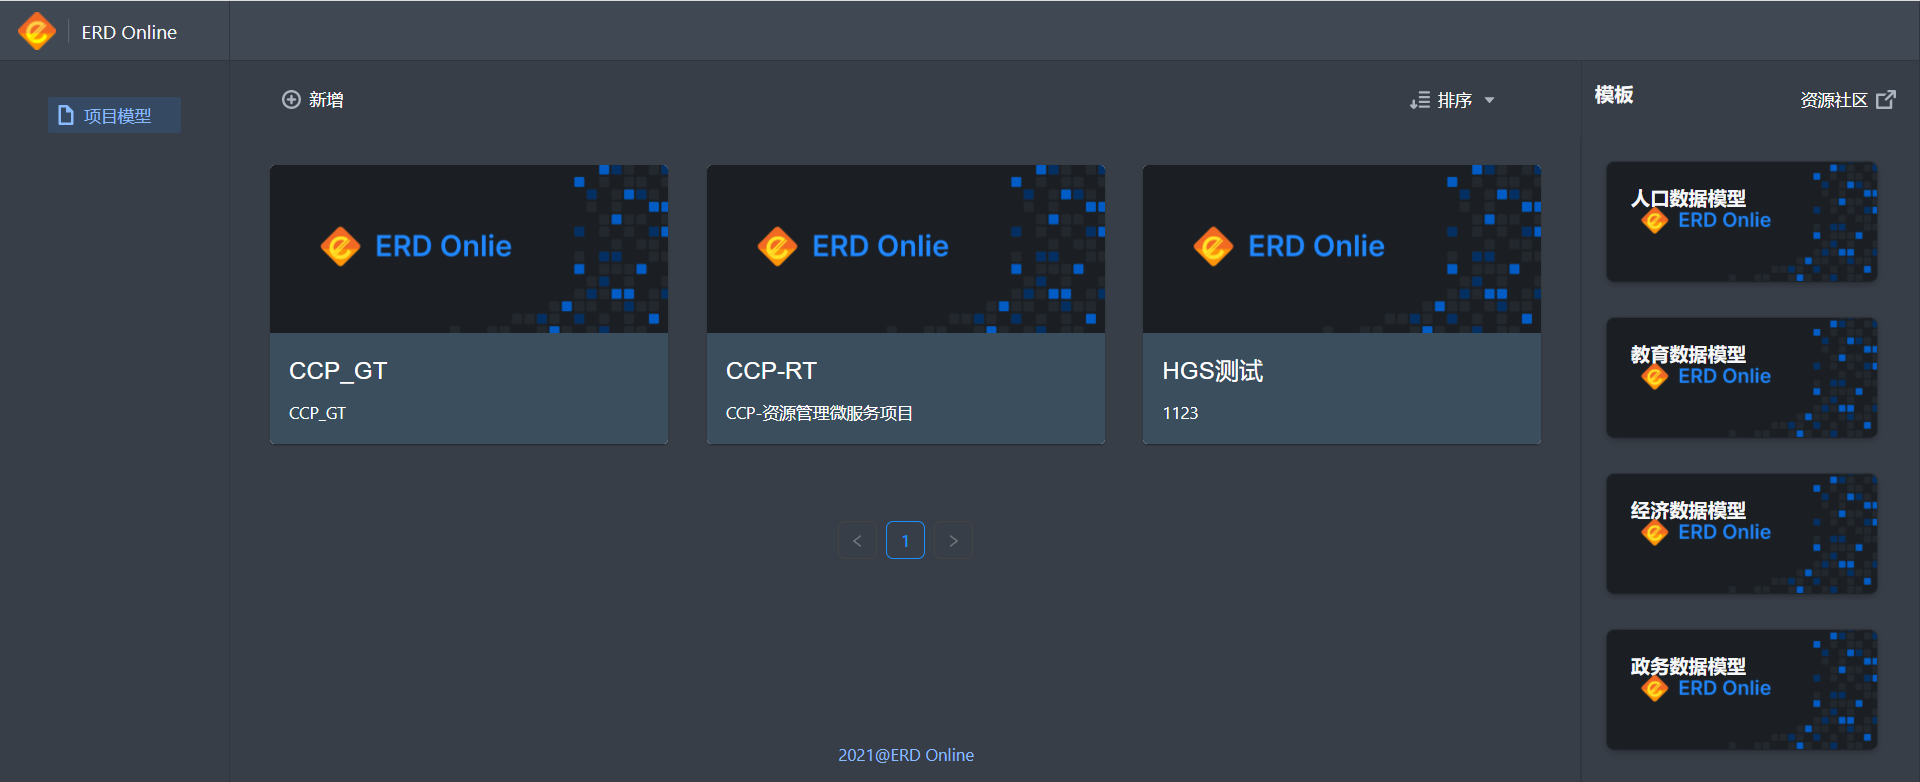 ERD Online
项目模型
新增
排序
ERD Onlie
CCP_GT
CCP_GT
ERD Onlie
CCP-RT
CCP-资源管理微服务项目
ERD Onlie
HGS测试
1123
1
2021@ERD Online
模板
资源社区
人口数据模型
ERD Onlie
教育数据模型
ERD Onlie
经济数据模型
ERD Onlie
政务数据模型
ERD Onlie